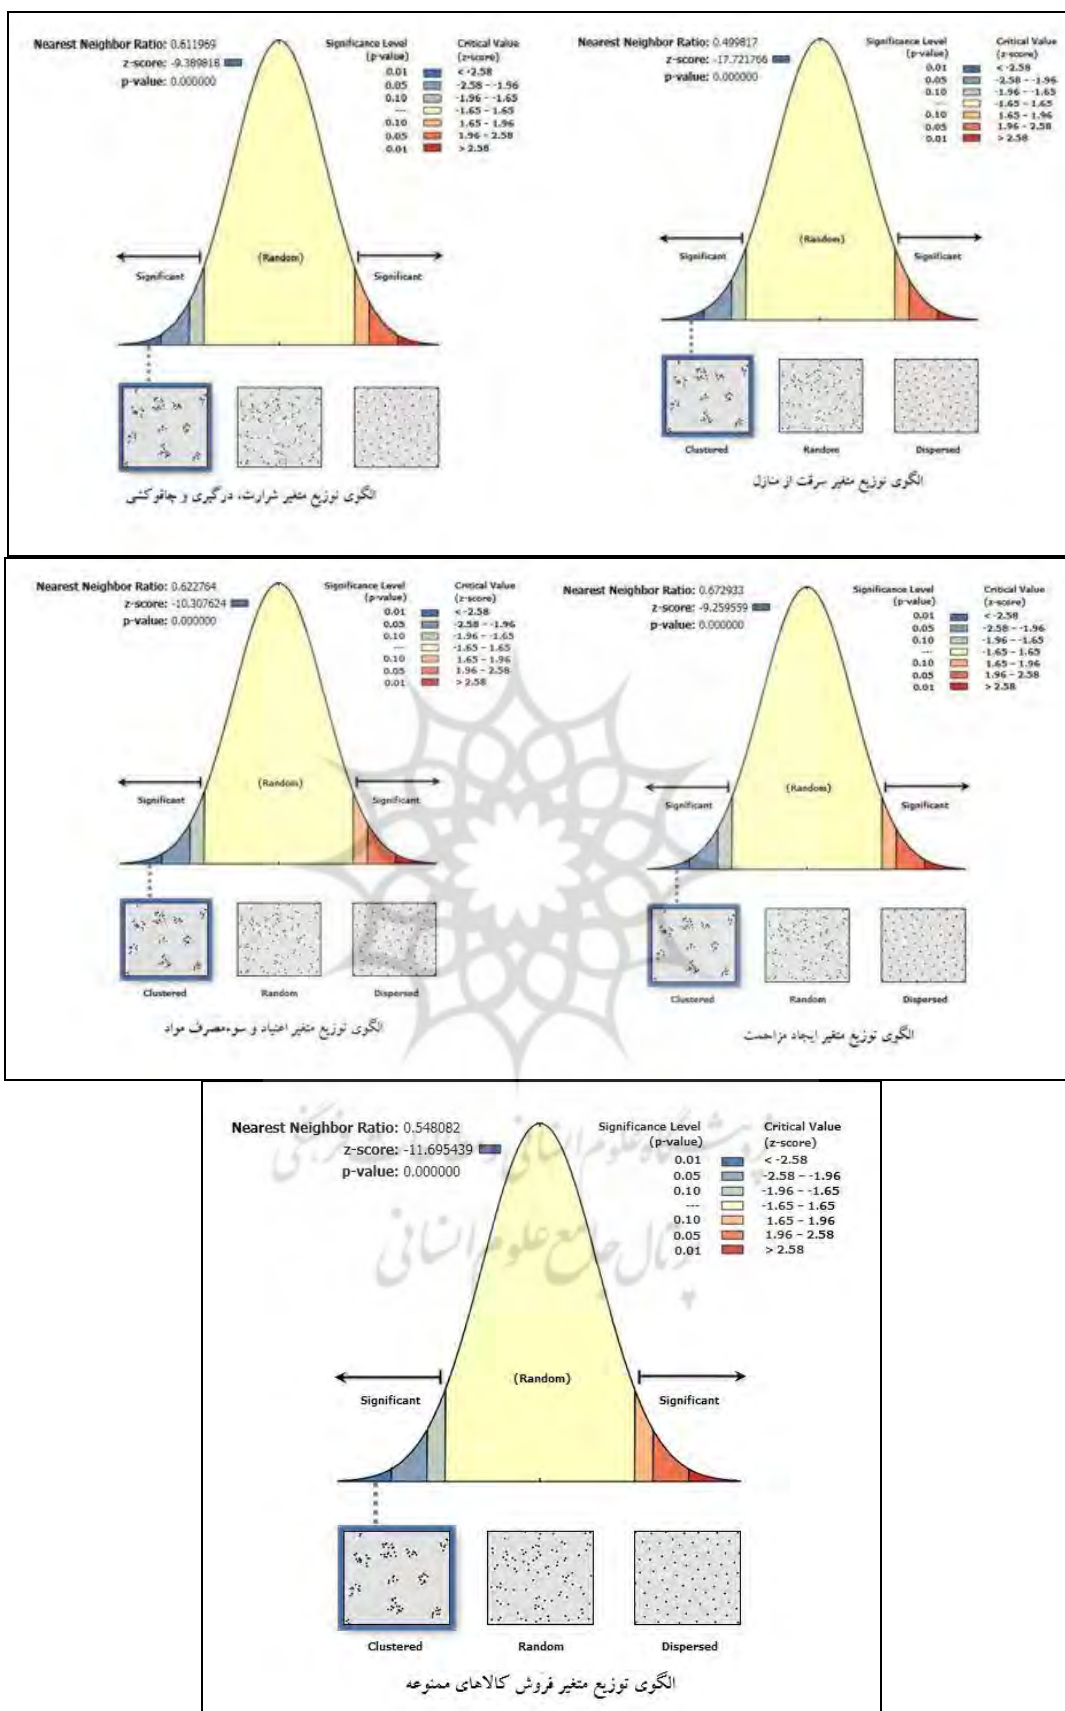 Nearest Neighbor Ratio: 0.611969
z-score: -9.389818
p-value: 0.000000
Significance Level
(p-value)
Critical Value
(z-score)
0.01 < -2.58
0.05 -2.58 - -1.96
0.10 -1.96 - -1.65
--- -1.65 - 1.65
0.10 1.65 - 1.96
0.05 1.96 - 2.58
0.01 > 2.58
(Random)
Significant
Significant
الگوی توزیع متغیر شرارت، درگیری و چاقوکشی
Nearest Neighbor Ratio: 0.499817
z-score: -17.721766
p-value: 0.000000
Significance Level
(p-value)
Critical Value
(z-score)
0.01 < -2.58
0.05 -2.58 - -1.96
0.10 -1.96 - -1.65
--- -1.65 - 1.65
0.10 1.65 - 1.96
0.05 1.96 - 2.58
0.01 > 2.58
(Random)
Significant
Significant
Clustered
Random
Dispersed
الگوی توزیع متغیر سرقت از منازل
Nearest Neighbor Ratio: 0.622764
z-score: -10.307624
p-value: 0.000000
Significance Level
(p-value)
Critical Value
(z-score)
0.01 < -2.58
0.05 -2.58 - -1.96
0.10 -1.96 - -1.65
--- -1.65 - 1.65
0.10 1.65 - 1.96
0.05 1.96 - 2.58
0.01 > 2.58
(Random)
Significant
Significant
Clustered
Random
Dispersed
الگوی توزیع متغیر اعتیاد و سوءمصرف مواد
Nearest Neighbor Ratio: 0.672933
z-score: -9.259559
p-value: 0.000000
Significance Level
(p-value)
Critical Value
(z-score)
0.01 < -2.58
0.05 -2.58 - -1.96
0.10 -1.96 - -1.65
--- -1.65 - 1.65
0.10 1.65 - 1.96
0.05 1.96 - 2.58
0.01 > 2.58
(Random)
Significant
Significant
Clustered
Random
Dispersed
الگوی توزیع متغیر ایجاد مزاحمت
Nearest Neighbor Ratio: 0.548082
z-score: -11.695439
p-value: 0.000000
Significance Level
(p-value)
Critical Value
(z-score)
0.01 < -2.58
0.05 -2.58 - -1.96
0.10 -1.96 - -1.65
--- -1.65 - 1.65
0.10 1.65 - 1.96
0.05 1.96 - 2.58
0.01 > 2.58
پژوهشگاه علوم انسانی و مطالعات فرهنگی
پرتال جامع علوم انسانی
(Random)
Significant
Significant
Clustered
Random
Dispersed
الگوی توزیع متغیر فروش کالاهای ممنوعه